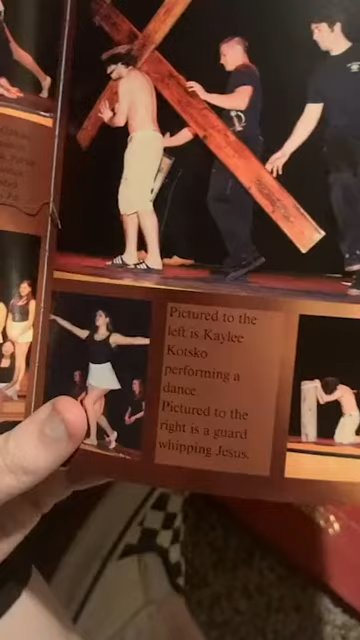 Pictured to the
left is Kaylee
Kotsko
performing a
dance.
Pictured to the
right is a guard
whipping Jesus.